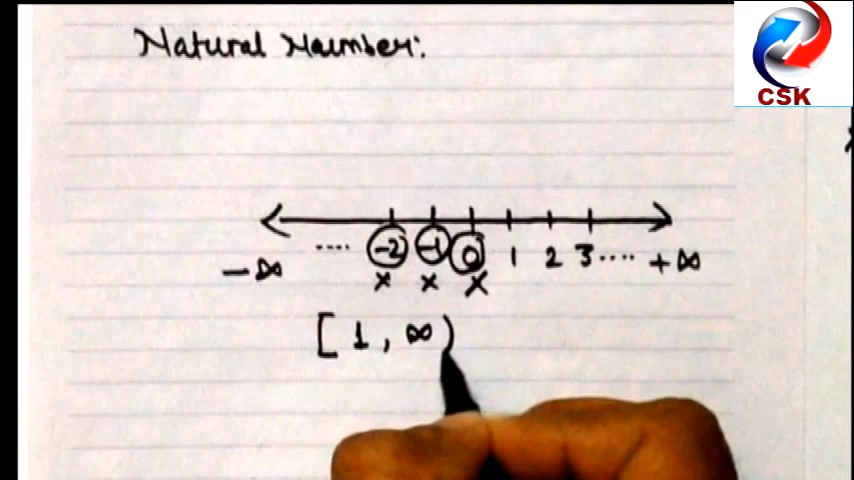 Natural Number:
CSK
.... -2 -1 0 1 2 3 ....
-∞ x x x +∞
[ 1 , ∞ )